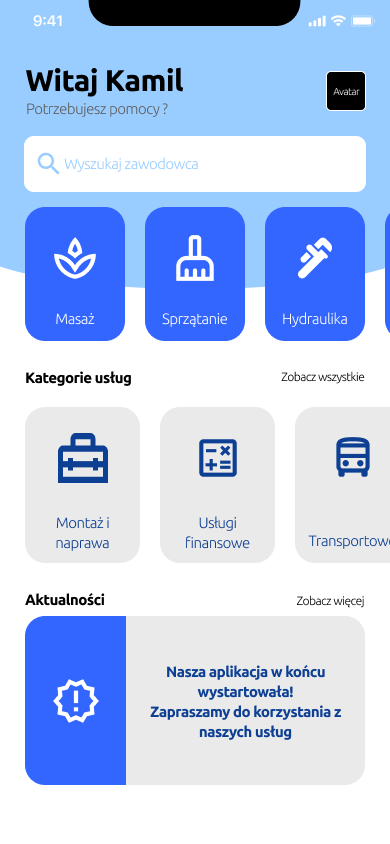 9:41
Witaj Kamil
Potrzebujesz pomocy ?
Avatar
Wyszukaj zawodowca
Masaż
Sprzątanie
Hydraulika
Kategorie usług
Zobacz wszystkie
Montaż i
naprawa
Usługi
finansowe
Transportowe
Aktualności
Zobacz więcej
Nasza aplikacja w końcu
wystartowała!
Zapraszamy do korzystania z
naszych usług